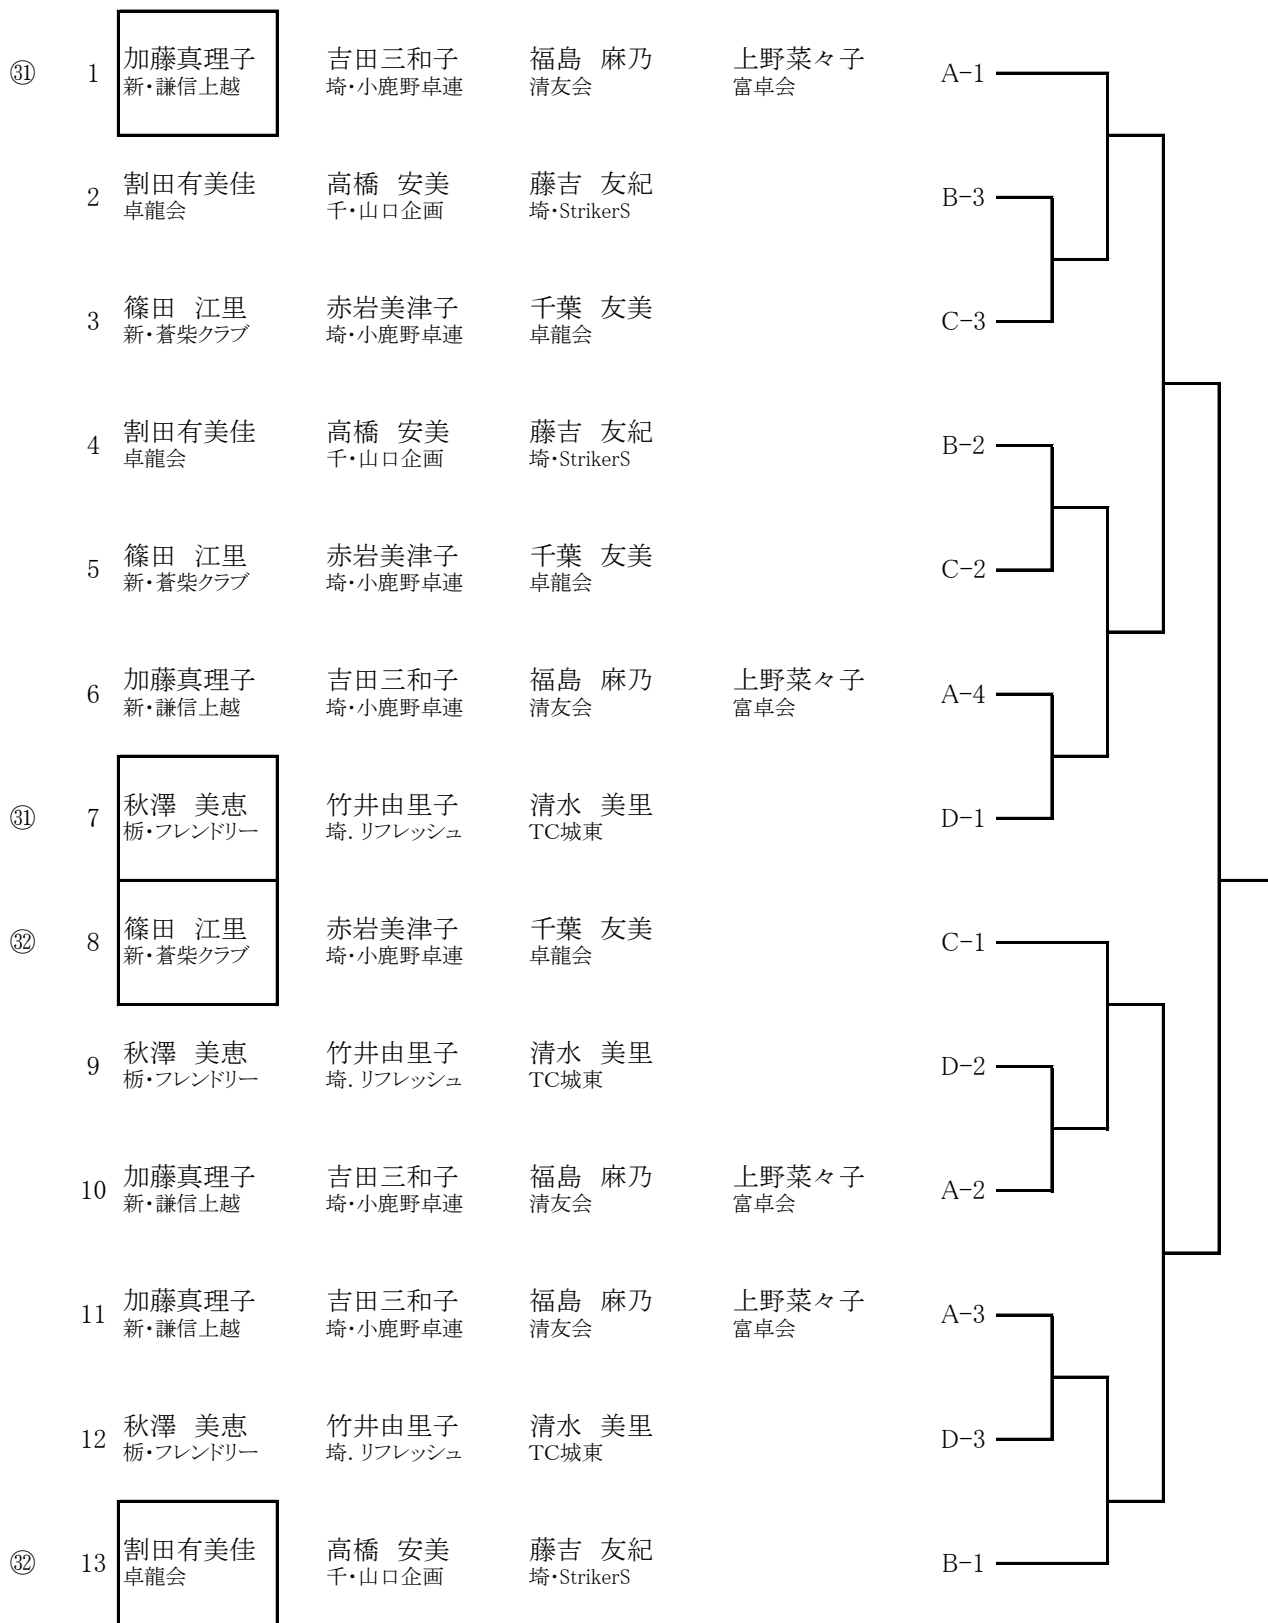 ㉛ 1 加藤真理子 吉田三和子 福島 麻乃 上野菜々子 A-1
新・謙信上越 埼・小鹿野卓連 清友会 富卓会
2 割田有美佳 高橋 安美 藤吉 友紀 B-3
卓龍会 千・山口企画 埼・StrikerS
3 篠田 江里 赤岩美津子 千葉 友美 C-3
新・蒼柴クラブ 埼・小鹿野卓連 卓龍会
4 割田有美佳 高橋 安美 藤吉 友紀 B-2
卓龍会 千・山口企画 埼・StrikerS
5 篠田 江里 赤岩美津子 千葉 友美 C-2
新・蒼柴クラブ 埼・小鹿野卓連 卓龍会
6 加藤真理子 吉田三和子 福島 麻乃 上野菜々子 A-4
新・謙信上越 埼・小鹿野卓連 清友会 富卓会
㉛ 7 秋澤 美恵 竹井由里子 清水 美里 D-1
栃・フレンドリー 埼．リフレッシュ TC城東
㉜ 8 篠田 江里 赤岩美津子 千葉 友美 C-1
新・蒼柴クラブ 埼・小鹿野卓連 卓龍会
9 秋澤 美恵 竹井由里子 清水 美里 D-2
栃・フレンドリー 埼．リフレッシュ TC城東
10 加藤真理子 吉田三和子 福島 麻乃 上野菜々子 A-2
新・謙信上越 埼・小鹿野卓連 清友会 富卓会
11 加藤真理子 吉田三和子 福島 麻乃 上野菜々子 A-3
新・謙信上越 埼・小鹿野卓連 清友会 富卓会
12 秋澤 美恵 竹井由里子 清水 美里 D-3
栃・フレンドリー 埼．リフレッシュ TC城東
㉜ 13 割田有美佳 高橋 安美 藤吉 友紀 B-1
卓龍会 千・山口企画 埼・StrikerS